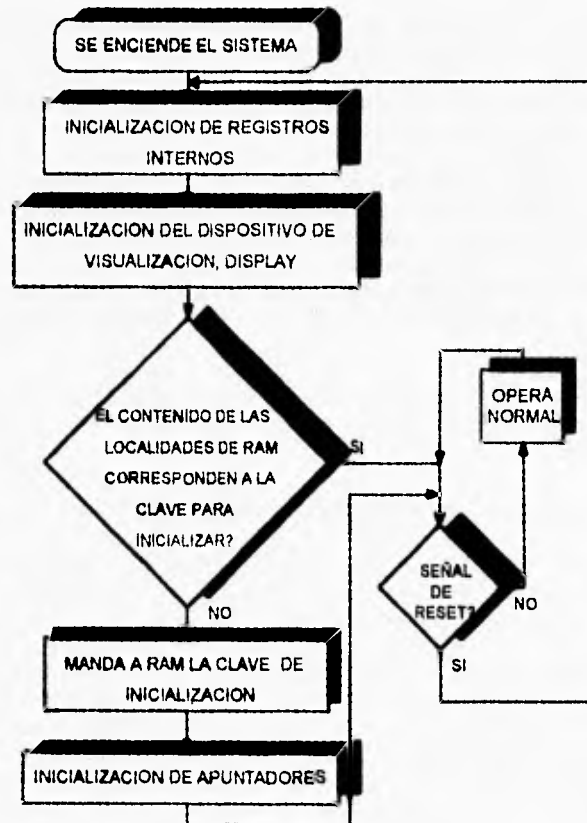 SE ENCIENDE EL SISTEMA
INICIALIZACION DE REGISTROS
INTERNOS
INICIALIZACION DEL DISPOSITIVO DE
VISUALIZACION, DISPLAY
EL CONTENIDO DE LAS
LOCALIDADES DE RAM
CORRESPONDEN A LA
CLAVE PARA
INICIALIZAR?
SI
NO
OPERA
NORMAL
SEÑAL
DE
RESET?
NO
SI
MANDA A RAM LA CLAVE DE
INICIALIZACION
INICIALIZACION DE APUNTADORES